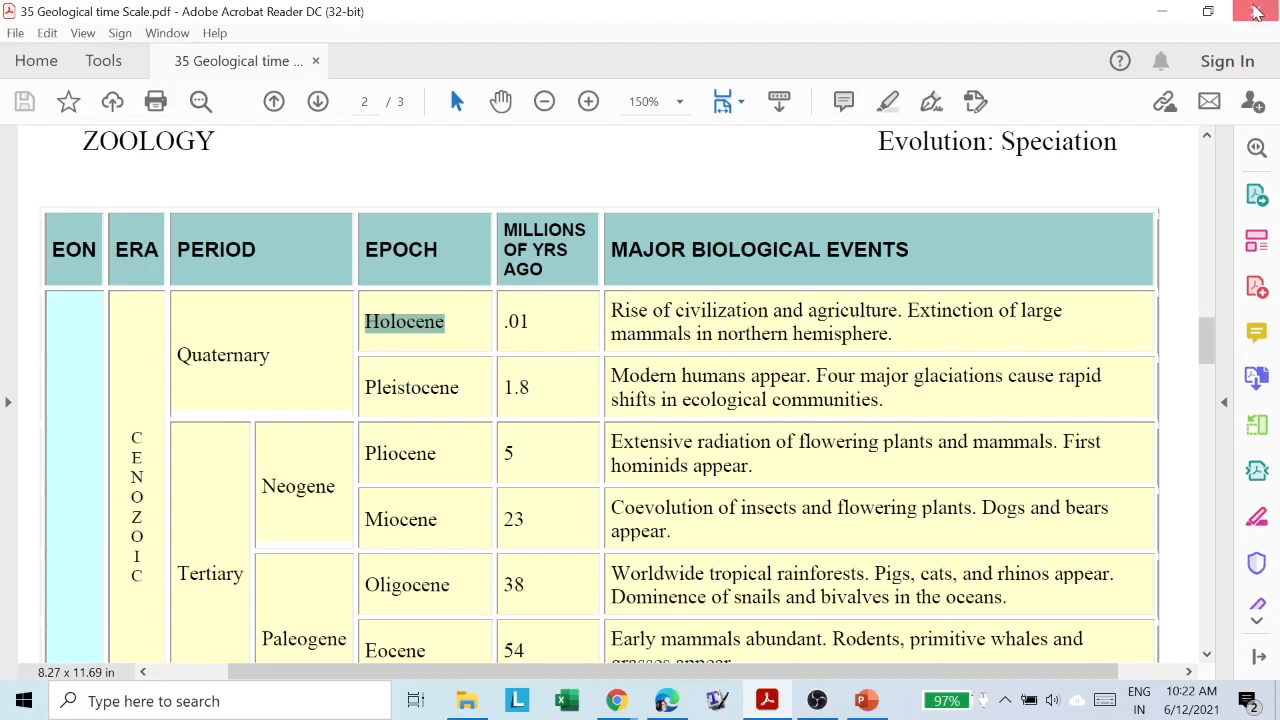 35 Geological time Scale.pdf - Adobe Acrobat Reader DC (32-bit)
File Edit View Sign Window Help
Home Tools 35 Geological time ... × Sign In
2 / 3 150%
ZOOLOGY Evolution: Speciation
EON ERA PERIOD EPOCH MILLIONS OF YRS AGO MAJOR BIOLOGICAL EVENTS
CENOZOIC
Quaternary
Holocene .01 Rise of civilization and agriculture. Extinction of large
mammals in northern hemisphere.
Pleistocene 1.8 Modern humans appear. Four major glaciations cause rapid
shifts in ecological communities.
Tertiary
Neogene
Pliocene 5 Extensive radiation of flowering plants and mammals. First
hominids appear.
Miocene 23 Coevolution of insects and flowering plants. Dogs and bears
appear.
Paleogene
Oligocene 38 Worldwide tropical rainforests. Pigs, cats, and rhinos appear.
Dominence of snails and bivalves in the oceans.
Eocene 54 Early mammals abundant. Rodents, primitive whales and
grasses appear
8.27 x 11.69 in
Type here to search
97%
ENG
IN
10:22 AM
6/12/2021
2